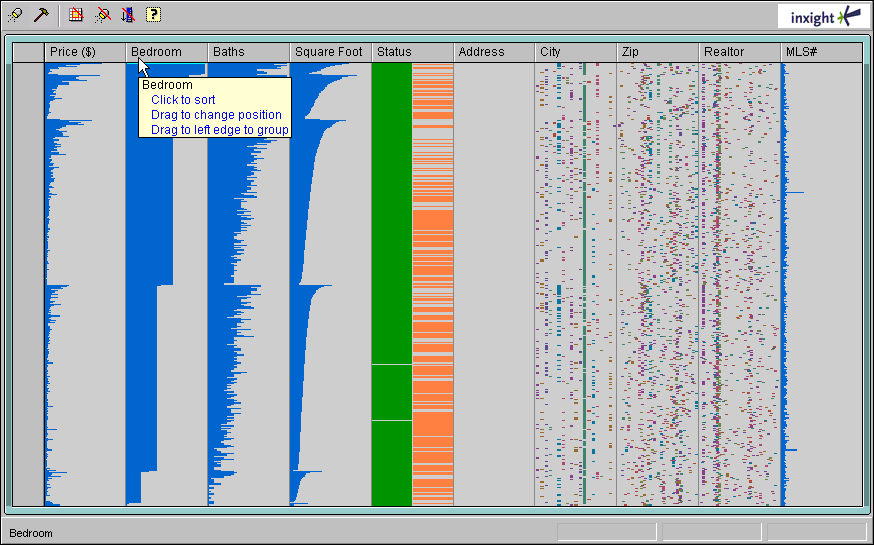 ?
inxight
Price ($) Bedroom Baths Square Foot Status Address City Zip Realtor MLS#
Bedroom
Click to sort
Drag to change position
Drag to left edge to group
Bedroom